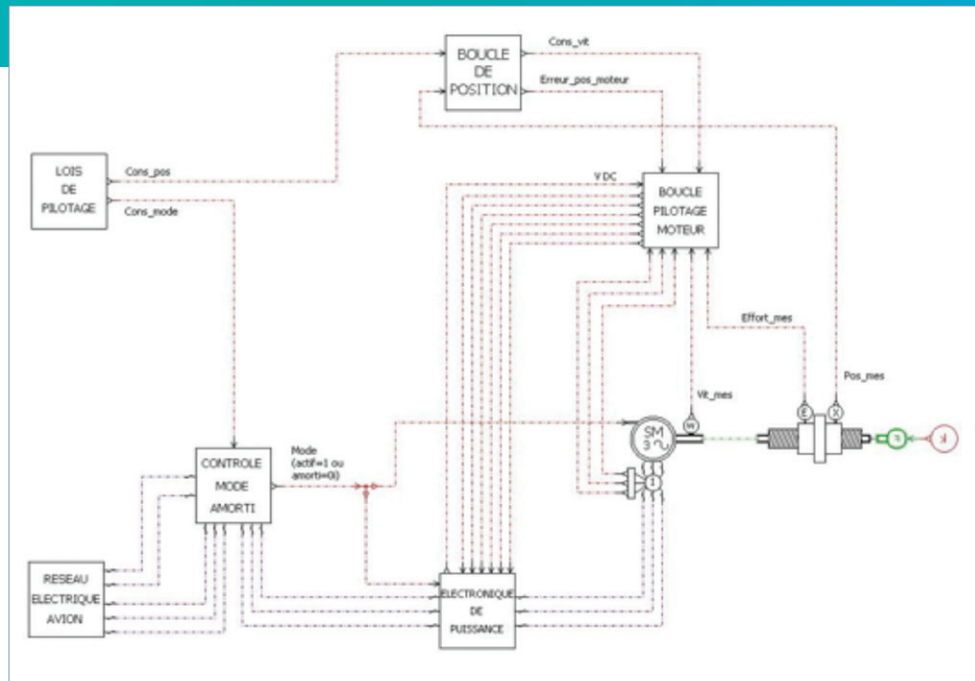 BOUCLE
DE
POSITION
Cons_vit
Erreur_pos_moteur
LOIS
DE
PILOTAGE
Cons_pos
Cons_mode
V DC
BOUCLE
PILOTAGE
MOTEUR
Effort_mes
Pos_mes
Vit_mes
SM
3
W
E
X
I
CONTROLE
MODE
AMORTI
Mode
(actif=1 ou
amorti=0)
RESEAU
ELECTRIQUE
AVION
ELECTRONIQUE
DE
PUISSANCE